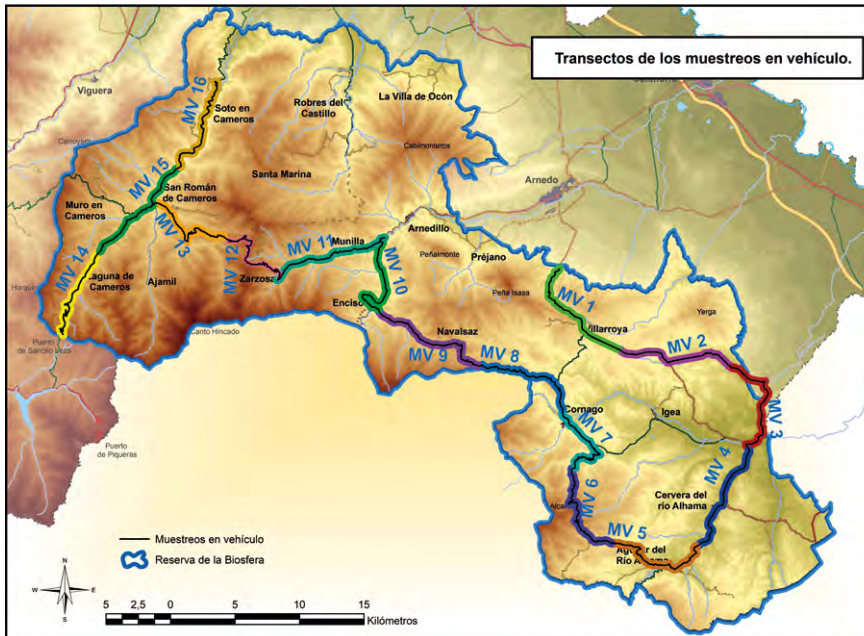 Transectos de los muestreos en vehículo.
Viguera
MV 16
Soto en
Cameros
Robres del
Castillo
La Villa de Ocón
Cabimonteros
Arnedo
MV 15
San Román
de Cameros
Santa Marina
Muro en
Cameros
MV 13
MV 12
MV 11
Munilla
Arnedillo
Peñalmonte
Préjano
Peña Isasa
MV 14
Laguna de
Cameros
Ajamil
Zarzosa
MV 10
Enciso
Navalsaz
MV 1
Villarroya
Yerga
MV 2
Canto Hincado
Puerto
MV 9
MV 8
Cornago
Igea
MV 3
MV 7
MV 4
Puerto
de Piqueras
MV 6
Cervera del
río Alhama
MV 5
Río
Muestreos en vehículo
Reserva de la Biosfera
N
W E
S
5 2,5 0 5 10 15
Kilómetros